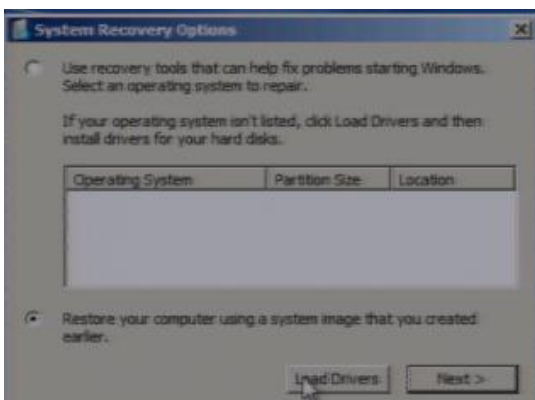 System Recovery Options
Use recovery tools that can help fix problems starting Windows.
Select an operating system to repair.
If your operating system isn't listed, click Load Drivers and then
install drivers for your hard disks.
Operating System Partition Size Location
Restore your computer using a system image that you created
earlier.
Load Drivers Next >